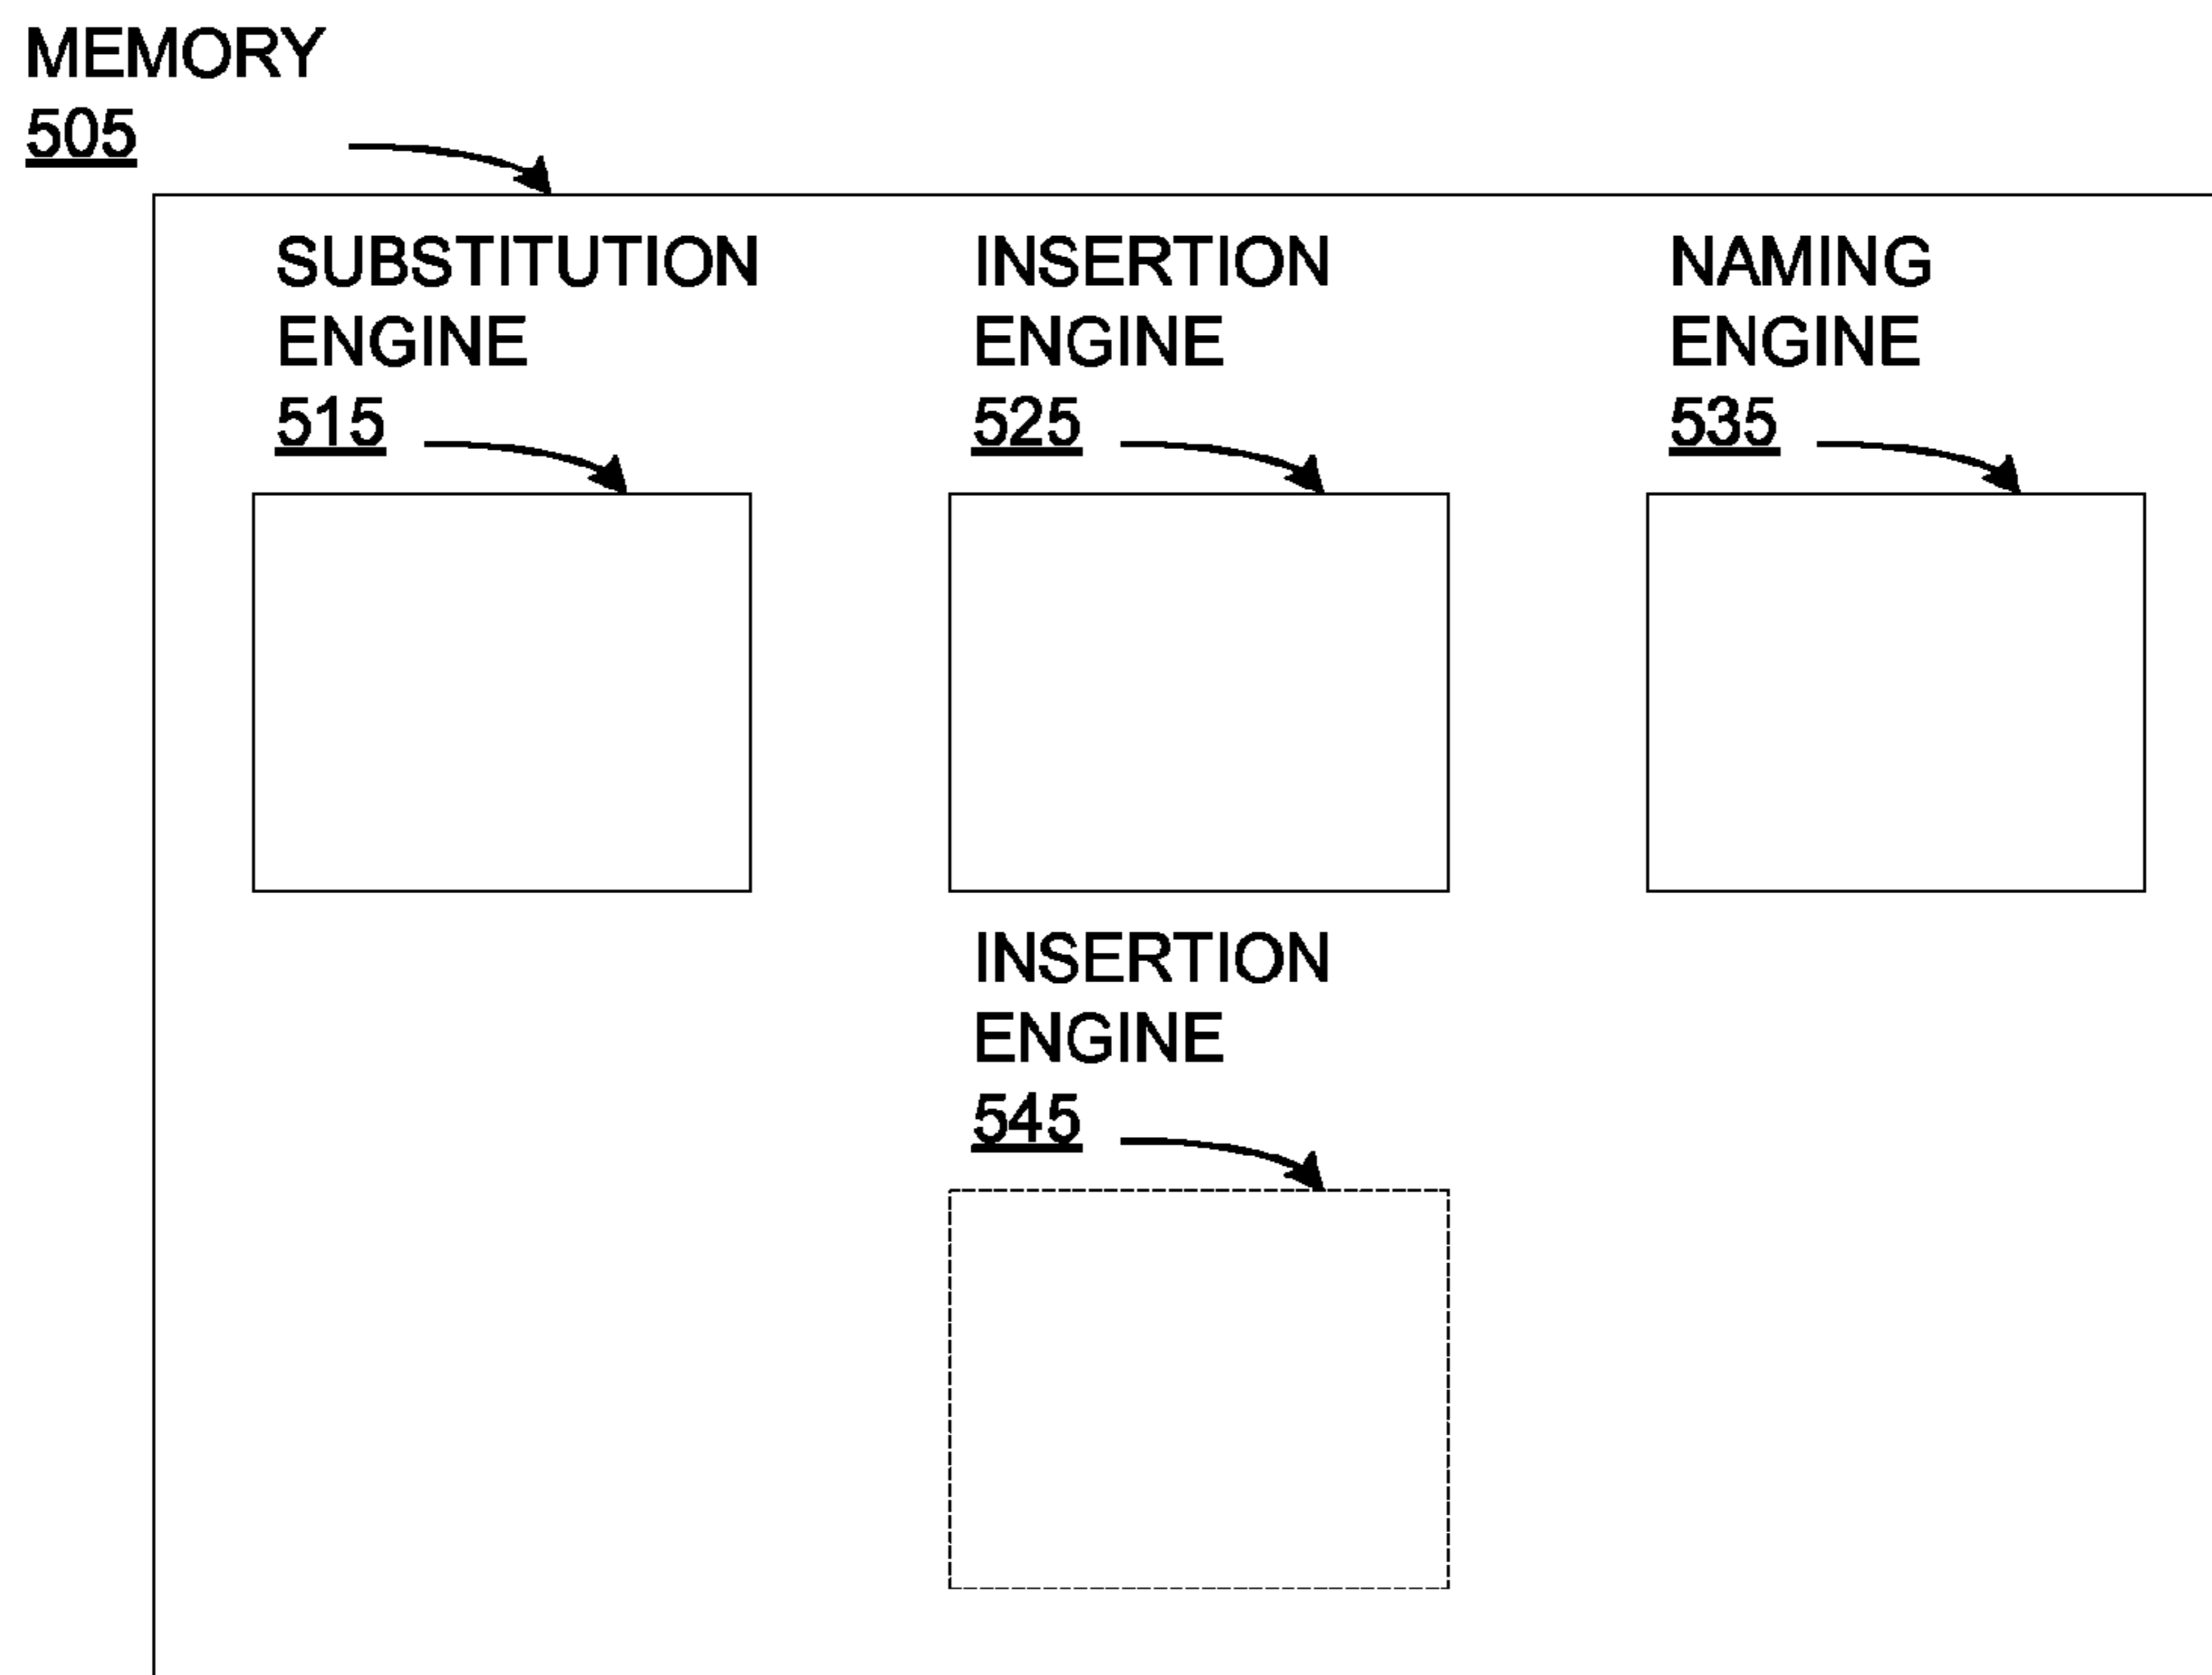 MEMORY
505
SUBSTITUTION
ENGINE
515
INSERTION
ENGINE
525
NAMING
ENGINE
535
INSERTION
ENGINE
545